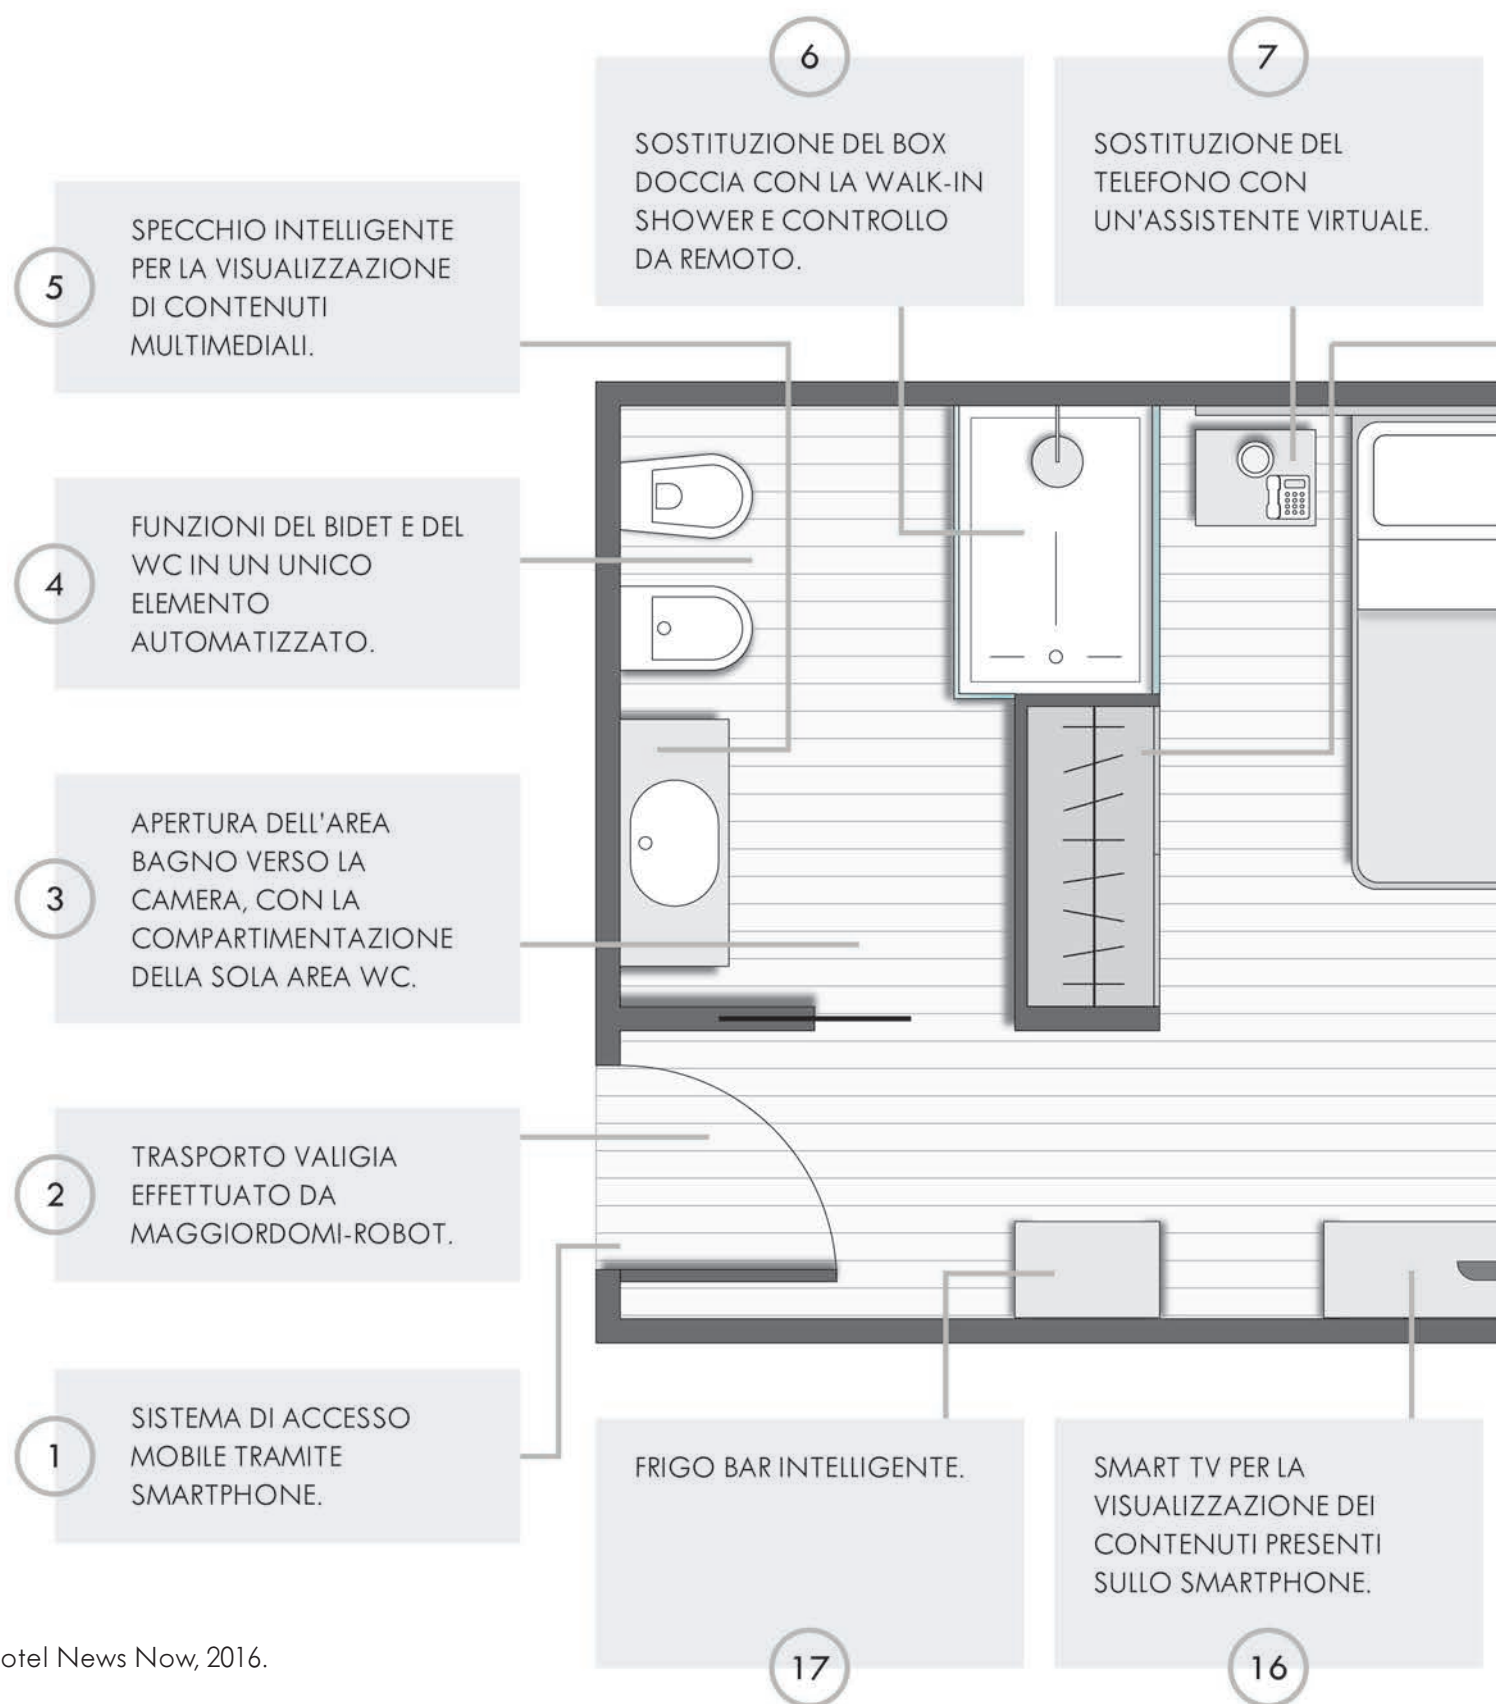 6
SOSTITUZIONE DEL BOX
DOCCIA CON LA WALK-IN
SHOWER E CONTROLLO
DA REMOTO.
7
SOSTITUZIONE DEL
TELEFONO CON
UN'ASSISTENTE VIRTUALE.
5
SPECCHIO INTELLIGENTE
PER LA VISUALIZZAZIONE
DI CONTENUTI
MULTIMEDIALI.
4
FUNZIONI DEL BIDET E DEL
WC IN UN UNICO
ELEMENTO
AUTOMATIZZATO.
3
APERTURA DELL'AREA
BAGNO VERSO LA
CAMERA, CON LA
COMPARTIMENTAZIONE
DELLA SOLA AREA WC.
2
TRASPORTO VALIGIA
EFFETTUATO DA
MAGGIORDOMI-ROBOT.
1
SISTEMA DI ACCESSO
MOBILE TRAMITE
SMARTPHONE.
FRIGO BAR INTELLIGENTE.
17
SMART TV PER LA
VISUALIZZAZIONE DEI
CONTENUTI PRESENTI
SULLO SMARTPHONE.
16
otel News Now, 2016.